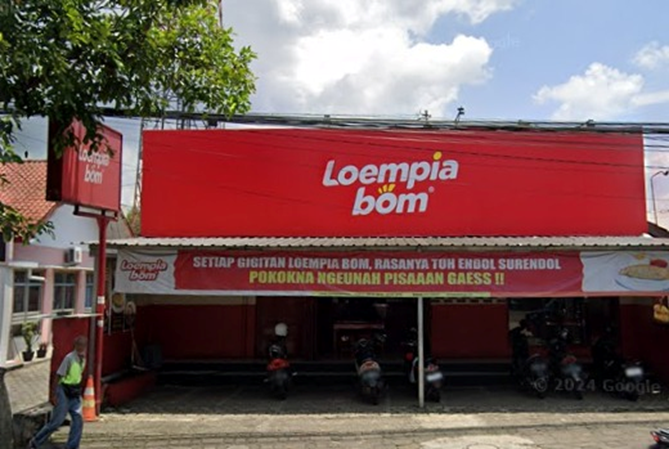 Loempia
bom®
Loempia
bom
Loempia
bom
SETIAP GIGITAN LOEMPIA BOM, RASANYA TUH ENDOL SURENDOL
POKOKNA NGEUNAH PISAAAN GAESS !!
© 2024 Google